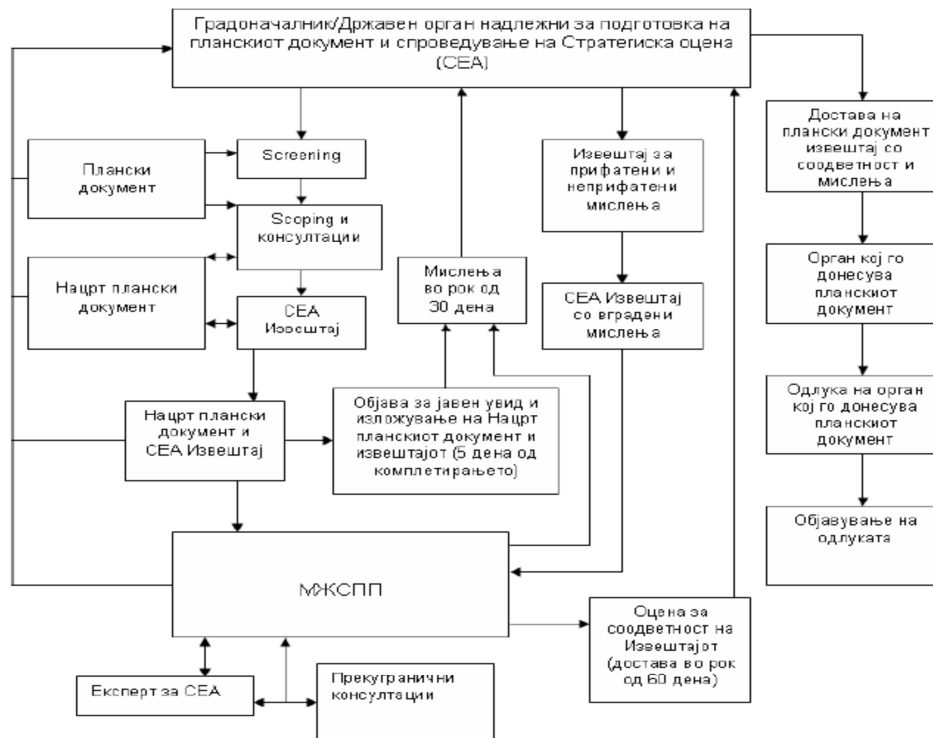 Градоначалник/Државен орган надлежни за подготовка на
планскиот документ и спроведување на Стратегиска оцена
(СЕА)
Screening
Плански
документ
Scoping и
консултации
Нацрт плански
документ
СЕА
Извештај
Мислења
во рок од
30 дена
Извештај за
прифатени и
неприфатени
мислења
СЕА Извештај
со вградени
мислења
Достава на
плански документ
извештај со
соодветност и
мислења
Орган кој го
донесува
планскиот
документ
Одлука на орган
кој го донесува
планскиот
документ
Објавување на
одлуката
Нацрт плански
документ и
СЕА Извештај
Објава за јавен увид и
изложување на Нацрт
планскиот документ и
извештајот (5 дена од
комплетирањето)
МЖСПП
Оцена за
соодветност на
Извештајот
(достава во рок
од 60 дена)
Експерт за СЕА
Прекугранични
консултации